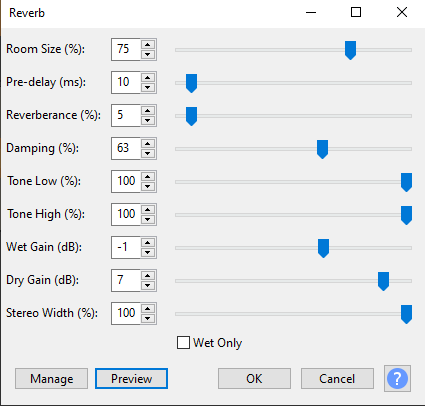 Reverb
Room Size (%): 75
Pre-delay (ms): 10
Reverberance (%): 5
Damping (%): 63
Tone Low (%): 100
Tone High (%): 100
Wet Gain (dB): -1
Dry Gain (dB): 7
Stereo Width (%): 100
Wet Only
Manage Preview OK Cancel ?